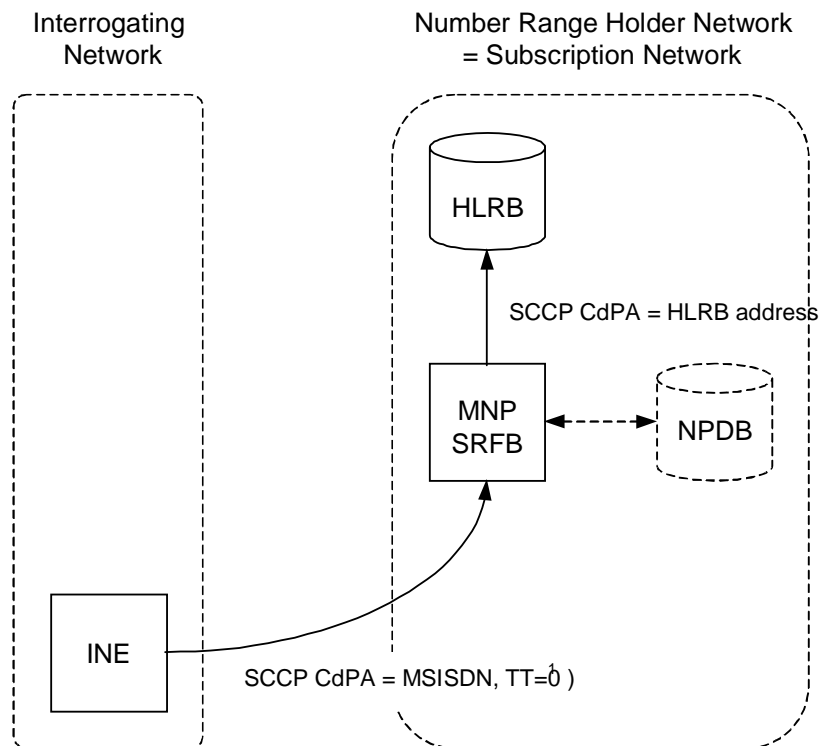 Interrogating
Network
Number Range Holder Network
= Subscription Network
HLRB
SCCP CdPA = HLRB address
MNP
SRFB
NPDB
INE
SCCP CdPA = MSISDN, TT=0 1)